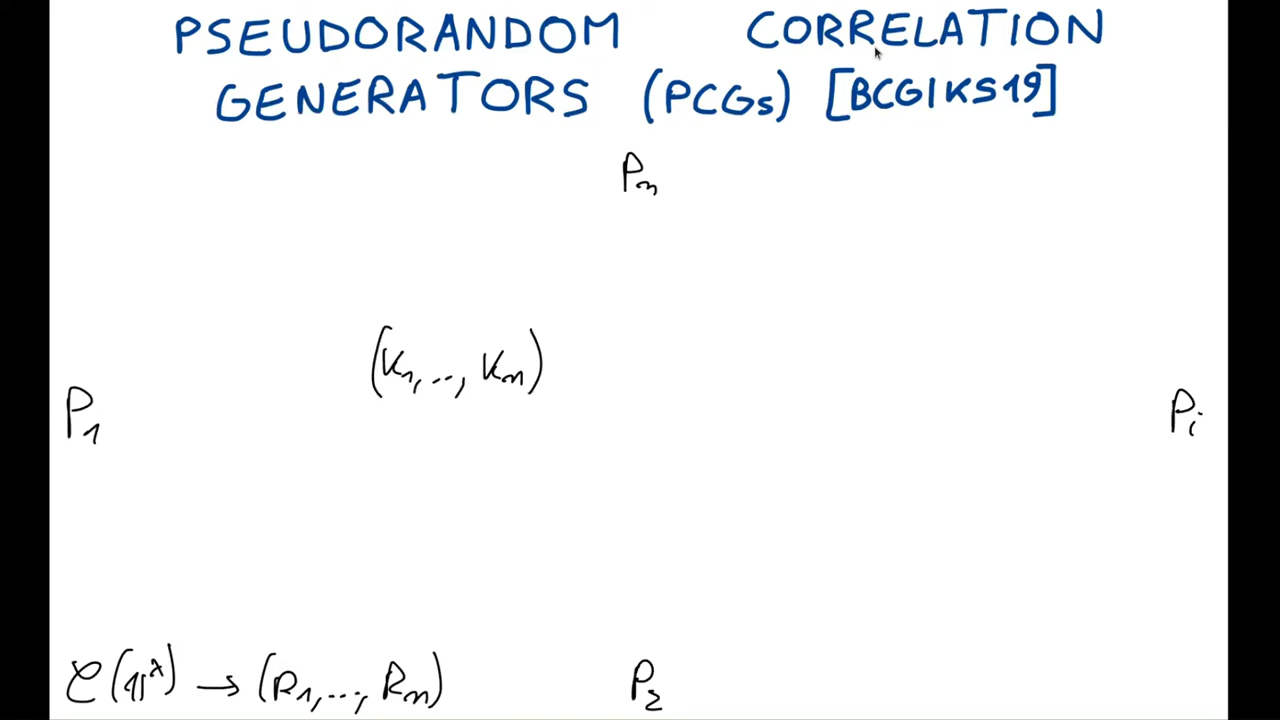 PSEUDORANDOM CORRELATION
GENERATORS (PCGs) [BCGIKS19]
Pₙ
(K₁,..,Kₙ)
P₁
Pᵢ
C(1^λ) → (R₁,...,Rₙ)
P₂